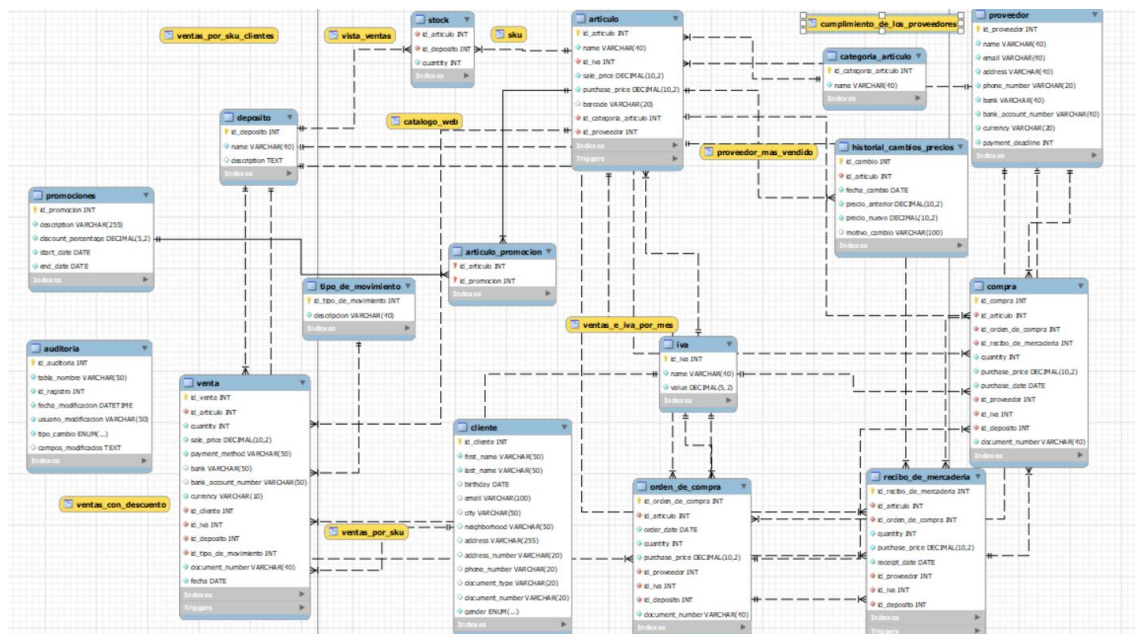 ventas_por_sku_clientes
vista_ventas
stock
id_articulo INT
id_deposito INT
quantity INT
Indexes
sku
articulo
id_articulo INT
name VARCHAR(40)
id_iva INT
sale_price DECIMAL(10,2)
purchase_price DECIMAL(10,2)
barcode VARCHAR(20)
id_categoria_articulo INT
id_proveedor INT
Indexes
Triggers
cumplimiento_de_los_proveedores
categoria_articulo
id_categoria_articulo INT
name VARCHAR(40)
Indexes
proveedor
id_proveedor INT
name VARCHAR(40)
email VARCHAR(40)
address VARCHAR(40)
phone_number VARCHAR(20)
bank VARCHAR(40)
bank_account_number VARCHAR(40)
currency VARCHAR(20)
payment_deadline INT
Indexes
deposito
id_deposito INT
name VARCHAR(40)
description TEXT
Indexes
catalogo_web
proveedor_mas_vendido
historial_cambios_precios
id_cambio INT
id_articulo INT
fecha_cambio DATE
precio_anterior DECIMAL(10,2)
precio_nuevo DECIMAL(10,2)
motivo_cambio VARCHAR(100)
Indexes
promociones
id_promocion INT
description VARCHAR(255)
discount_percentage DECIMAL(5,2)
start_date DATE
end_date DATE
Indexes
articulo_promocion
id_articulo INT
id_promocion INT
Indexes
tipo_de_movimiento
id_tipo_de_movimiento INT
descripcion VARCHAR(40)
Indexes
ventas_e_iva_por_mes
compra
id_compra INT
id_articulo INT
id_orden_de_compra INT
id_recibo_de_mercaderia INT
quantity INT
purchase_price DECIMAL(10,2)
purchase_date DATE
id_proveedor INT
id_iva INT
id_deposito INT
document_number VARCHAR(40)
Indexes
auditoria
id_auditoria INT
tabla_nombre VARCHAR(50)
id_registro INT
fecha_modificacion DATETIME
usuario_modificacion VARCHAR(50)
tipo_cambio ENUM(...)
campos_modificados TEXT
Indexes
iva
id_iva INT
name VARCHAR(40)
value DECIMAL(5,2)
Indexes
venta
id_venta INT
id_articulo INT
quantity INT
sale_price DECIMAL(10,2)
payment_method VARCHAR(50)
bank VARCHAR(50)
bank_account_number VARCHAR(50)
currency VARCHAR(10)
id_cliente INT
id_iva INT
id_deposito INT
id_tipo_de_movimiento INT
document_number VARCHAR(40)
fecha DATE
Indexes
Triggers
cliente
id_cliente INT
first_name VARCHAR(50)
last_name VARCHAR(50)
birthday DATE
email VARCHAR(100)
city VARCHAR(50)
neighborhood VARCHAR(50)
address VARCHAR(255)
address_number VARCHAR(20)
phone_number VARCHAR(20)
document_type VARCHAR(20)
document_number VARCHAR(20)
gender ENUM(...)
ventas_con_descuento
ventas_por_sku
orden_de_compra
id_orden_de_compra INT
id_articulo INT
order_date DATE
quantity INT
purchase_price DECIMAL(10,2)
id_proveedor INT
id_iva INT
id_deposito INT
document_number VARCHAR(40)
Indexes
recibo_de_mercaderia
id_recibo_de_mercaderia INT
id_articulo INT
id_orden_de_compra INT
quantity INT
purchase_price DECIMAL(10,2)
receipt_date DATE
id_proveedor INT
id_iva INT
id_deposito INT
Indexes
Triggers